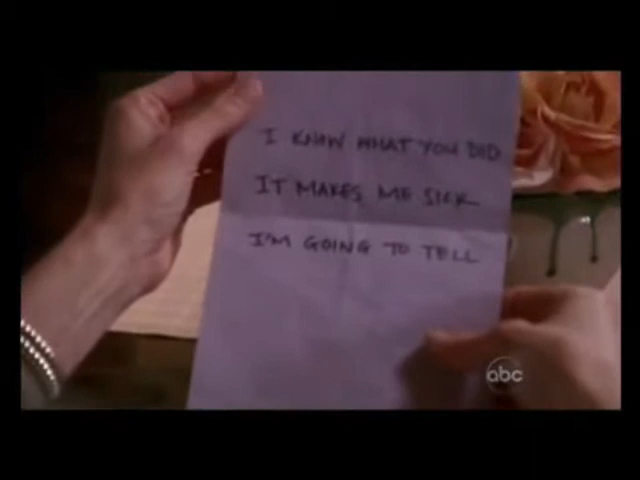 I KNOW WHAT YOU DID
IT MAKES ME SICK
I'M GOING TO TELL
abc